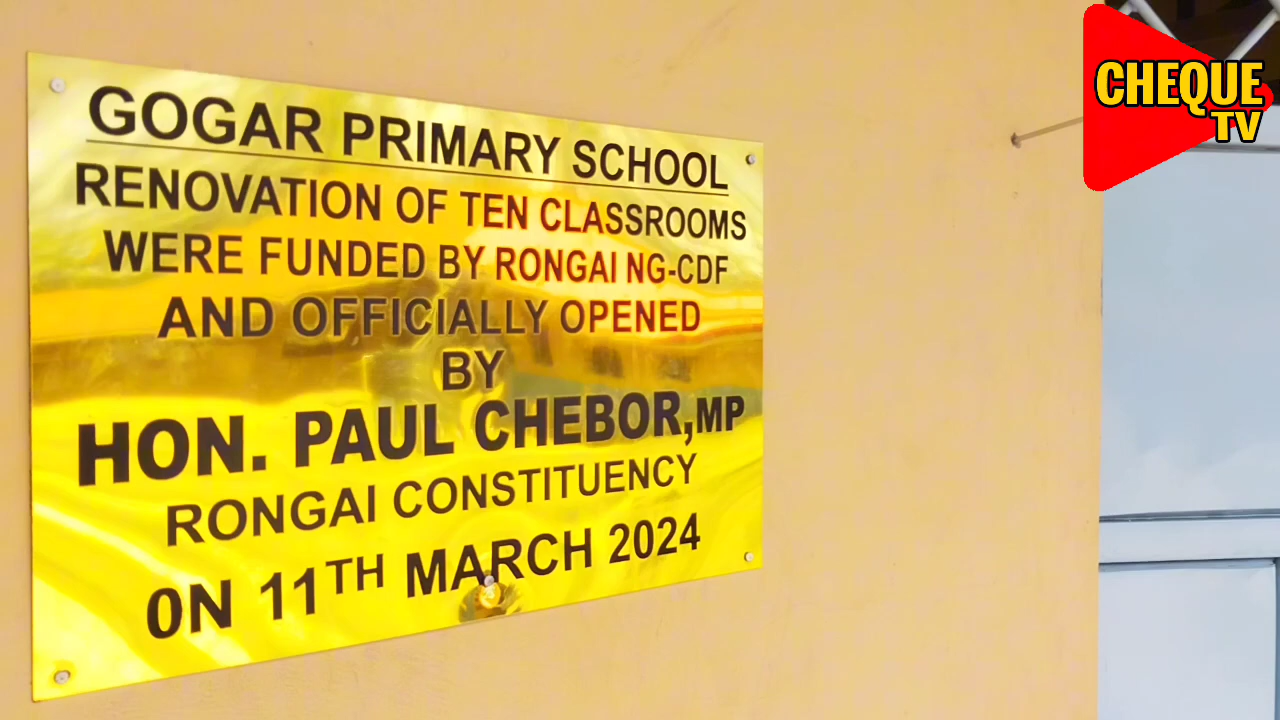 GOGAR PRIMARY SCHOOL
RENOVATION OF TEN CLASSROOMS
WERE FUNDED BY RONGAI NG-CDF
AND OFFICIALLY OPENED
BY
HON. PAUL CHEBOR,MP
RONGAI CONSTITUENCY
0N 11TH MARCH 2024
CHEQUE
TV